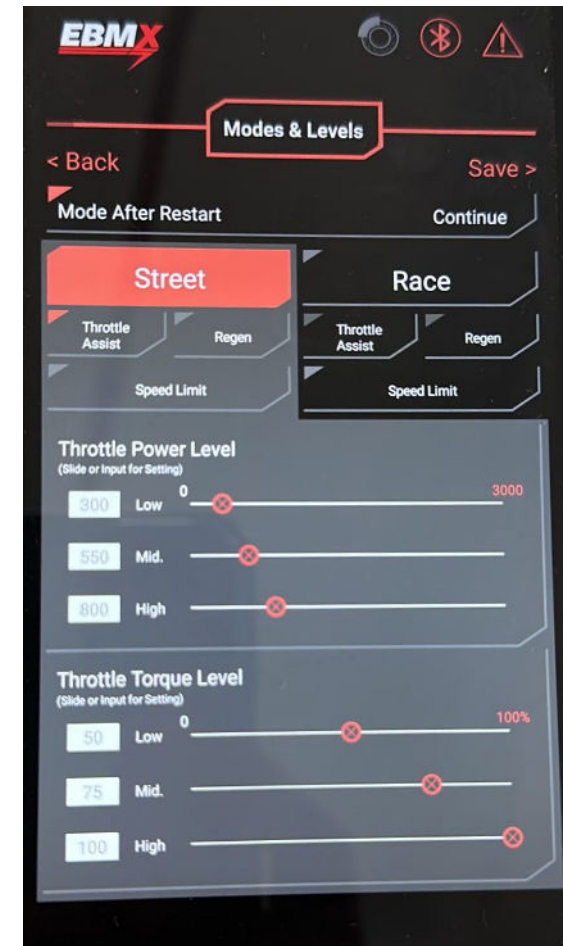 EBMX
Modes & Levels
< Back
Save >
Mode After Restart
Continue
Street
Race
Throttle
Assist
Regen
Throttle
Assist
Regen
Speed Limit
Speed Limit
Throttle Power Level
(Slide or Input for Setting)
0
3000
300 Low
550 Mid.
800 High
Throttle Torque Level
(Slide or Input for Setting)
0
100%
50 Low
75 Mid.
100 High